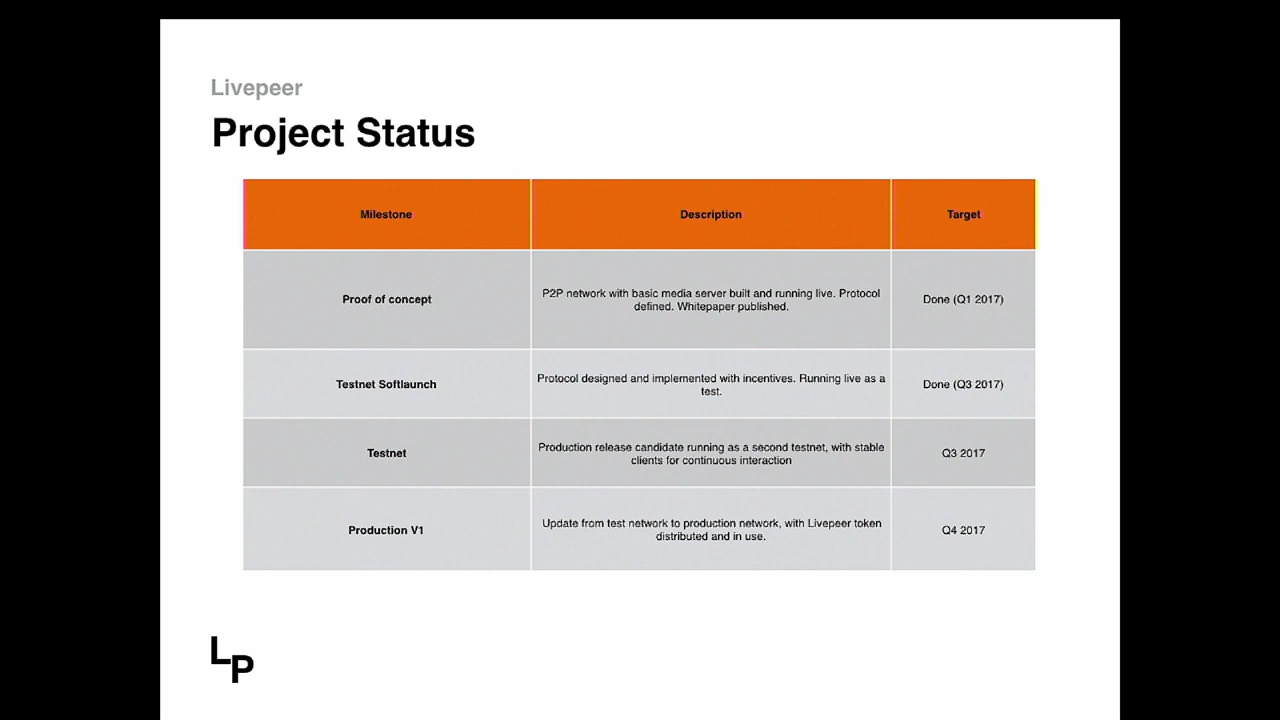 Livepeer
Project Status
Milestone
Description
Target
Proof of concept
P2P network with basic media server built and running live. Protocol
defined. Whitepaper published.
Done (Q1 2017)
Testnet Softlaunch
Protocol designed and implemented with incentives. Running live as a
test.
Done (Q3 2017)
Testnet
Production release candidate running as a second testnet, with stable
clients for continuous interaction
Q3 2017
Production V1
Update from test network to production network, with Livepeer token
distributed and in use.
Q4 2017
LP